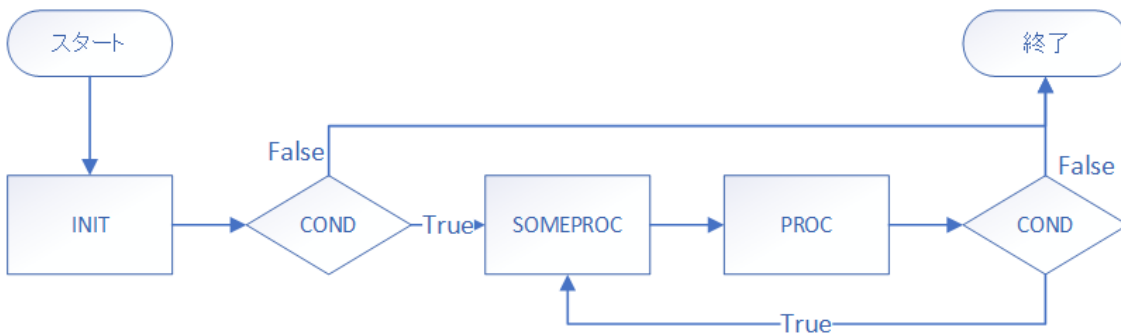 スタート
終了
False
False
INIT
COND
True
SOMEPROC
PROC
COND
True